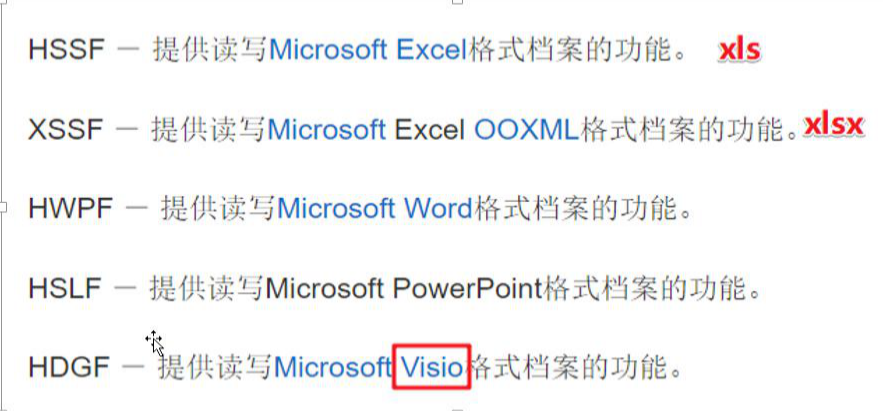 HSSF － 提供读写Microsoft Excel格式档案的功能。 xls
XSSF － 提供读写Microsoft Excel OOXML格式档案的功能。xlsx
HWPF － 提供读写Microsoft Word格式档案的功能。
HSLF － 提供读写Microsoft PowerPoint格式档案的功能。
HDGF － 提供读写Microsoft Visio格式档案的功能。